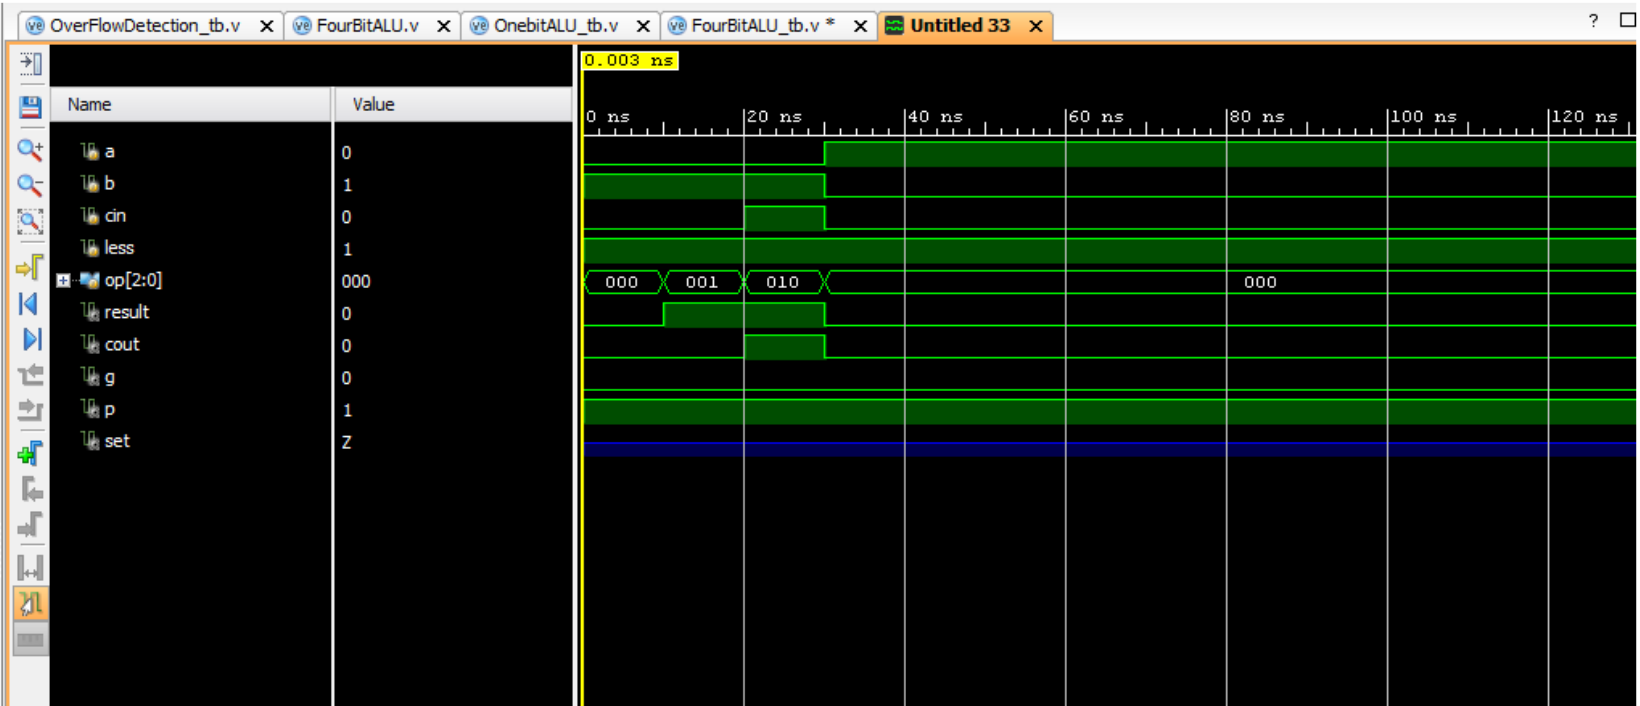 OverFlowDetection_tb.v X FourBitALU.v X OnebitALU_tb.v X FourBitALU_tb.v * X Untitled 33 X ?
0.003 ns
Name Value
0 ns 20 ns 40 ns 60 ns 80 ns 100 ns 120 ns
a 0
b 1
cin 0
less 1
op[2:0] 000 000 001 010 000
result 0
cout 0
g 0
p 1
set Z